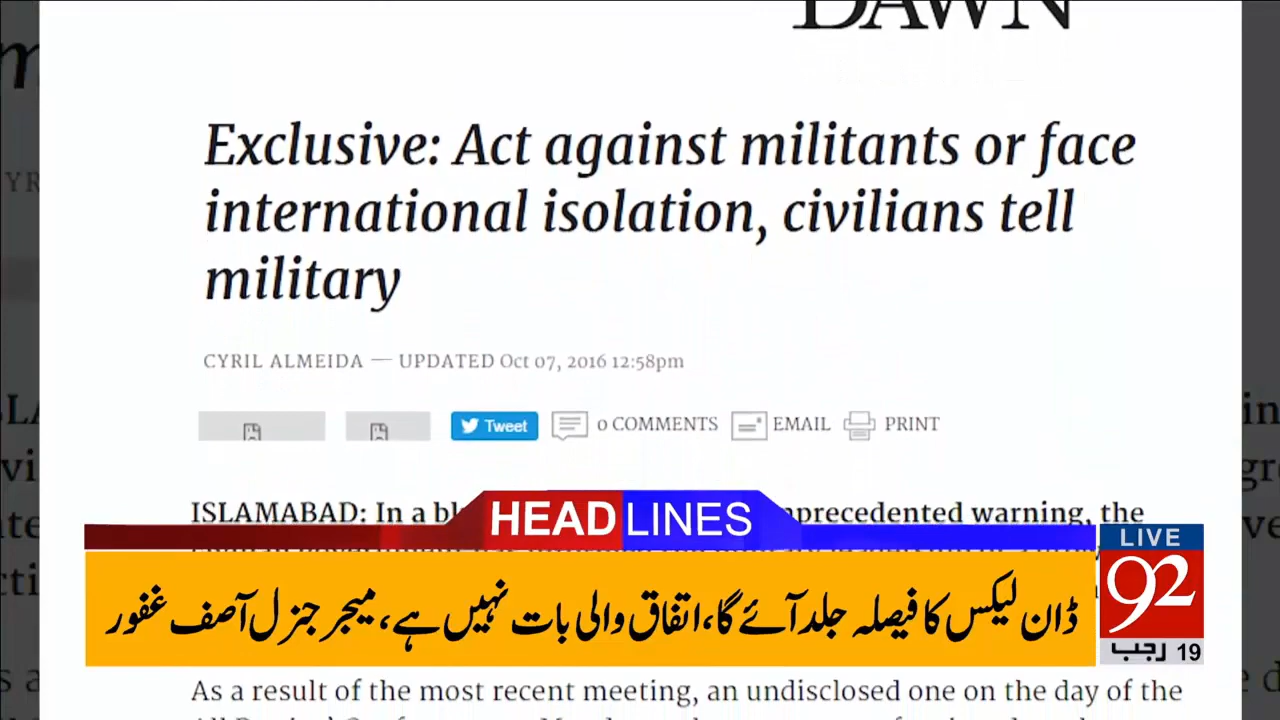 DAWN
Exclusive: Act against militants or face
international isolation, civilians tell
military
CYRIL ALMEIDA — UPDATED Oct 07, 2016 12:58pm
Tweet 0 COMMENTS EMAIL PRINT
ISLAMABAD: In a warning, the
HEADLINES
LIVE
92
ڈان لیکس کا فیصلہ جلد آئے گا، اتفاق والی بات نہیں ہے، میجر جنرل آصف غفور
19 رجب
As a result of the most recent meeting, an undisclosed one on the day of the